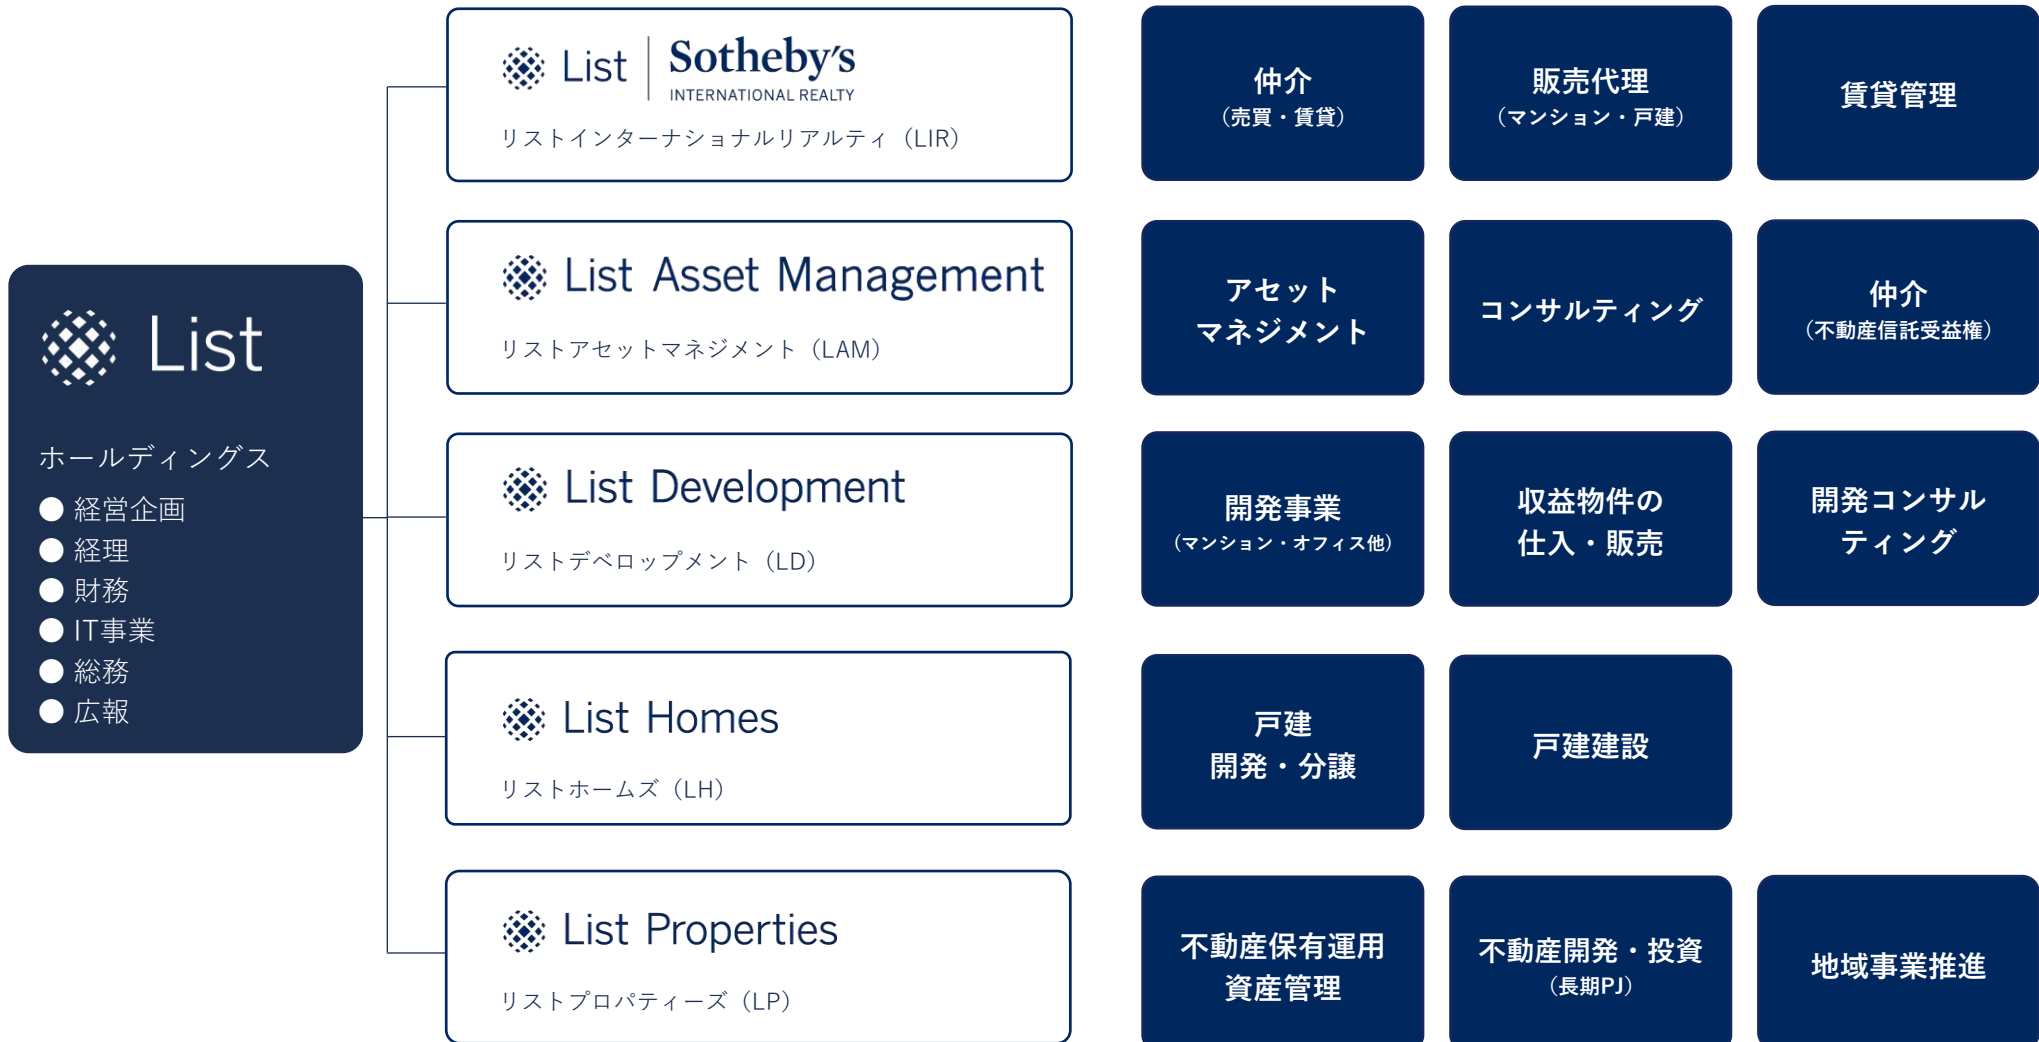 List
ホールディングス
● 経営企画
● 経理
● 財務
● IT事業
● 総務
● 広報
List | Sotheby's
INTERNATIONAL REALTY
リストインターナショナルリアルティ（LIR）
仲介
（売買・賃貸）
販売代理
（マンション・戸建）
賃貸管理
List Asset Management
リストアセットマネジメント（LAM）
アセット
マネジメント
コンサルティング
仲介
（不動産信託受益権）
List Development
リストデベロップメント（LD）
開発事業
（マンション・オフィス他）
収益物件の
仕入・販売
開発コンサル
ティング
List Homes
リストホームズ（LH）
戸建
開発・分譲
戸建建設
List Properties
リストプロパティーズ（LP）
不動産保有運用
資産管理
不動産開発・投資
（長期PJ）
地域事業推進